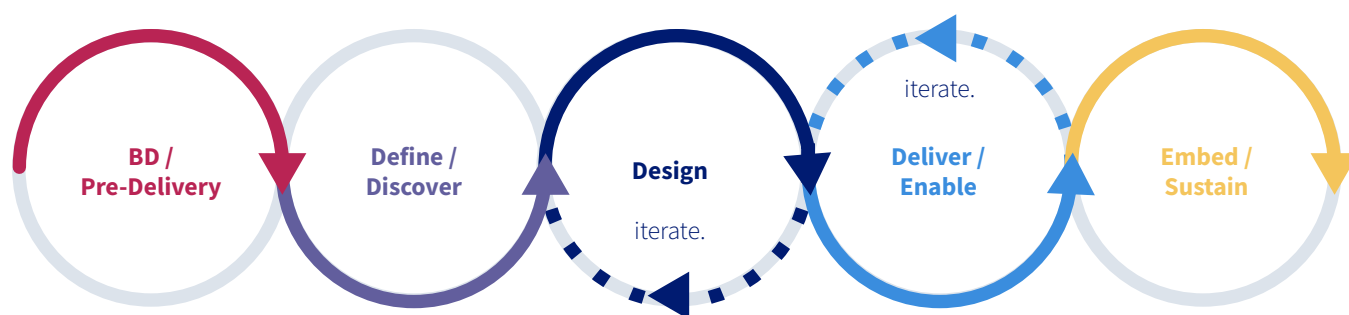 BD /
Pre-Delivery
Define /
Discover
Design
iterate.
iterate.
Deliver /
Enable
Embed /
Sustain